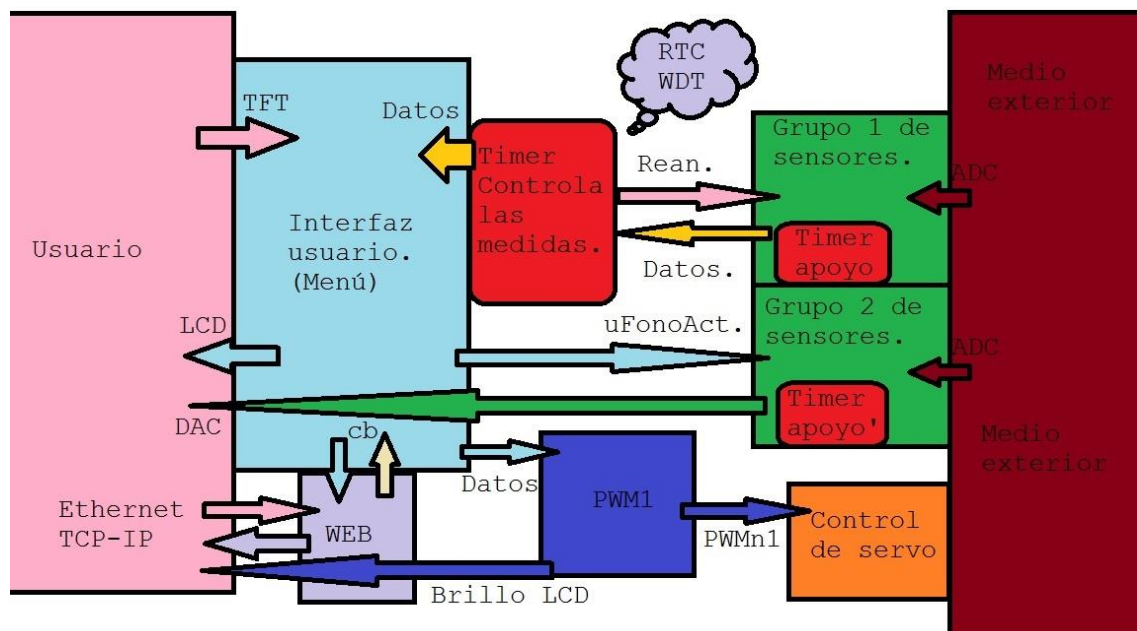 RTC
WDT
Medio
exterior
TFT
Datos
Grupo 1 de
sensores.
Timer
Controla
las
medidas.
Rean.
ADC
Usuario
Interfaz
usuario.
(Menú)
Timer
apoyo
Datos.
Grupo 2 de
sensores.
LCD
uFonoAct.
ADC
Timer
apoyo'
DAC
cb
Medio
exterior
Datos
Ethernet
TCP-IP
WEB
PWM1
PWMn1
Control
de servo
Brillo LCD